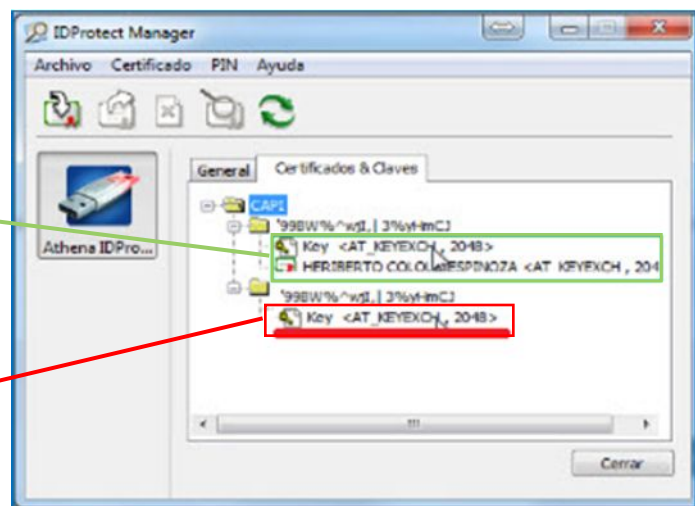 IDProtect Manager
Archivo Certificado PIN Ayuda
General Certificados & Claves
Athena IDPro...
CAPI
Key <AT_KEYEXCH , 2048>
HERIBERTO ESPINOZA <AT_KEYEXCH , 204
Key <AT_KEYEXCH , 2048>
Cerrar